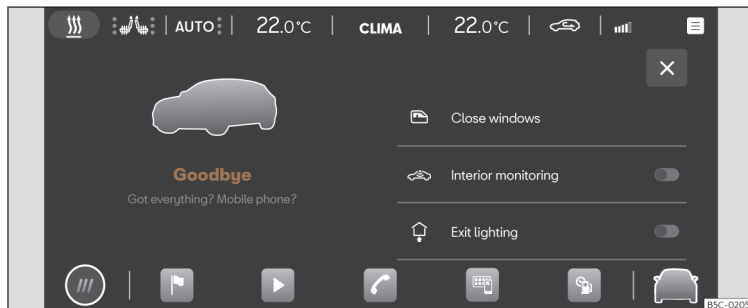 AUTO 22.0°C CLIMA 22.0°C
Close windows
Goodbye
Got everything? Mobile phone?
Interior monitoring
Exit lighting
B5C-0205